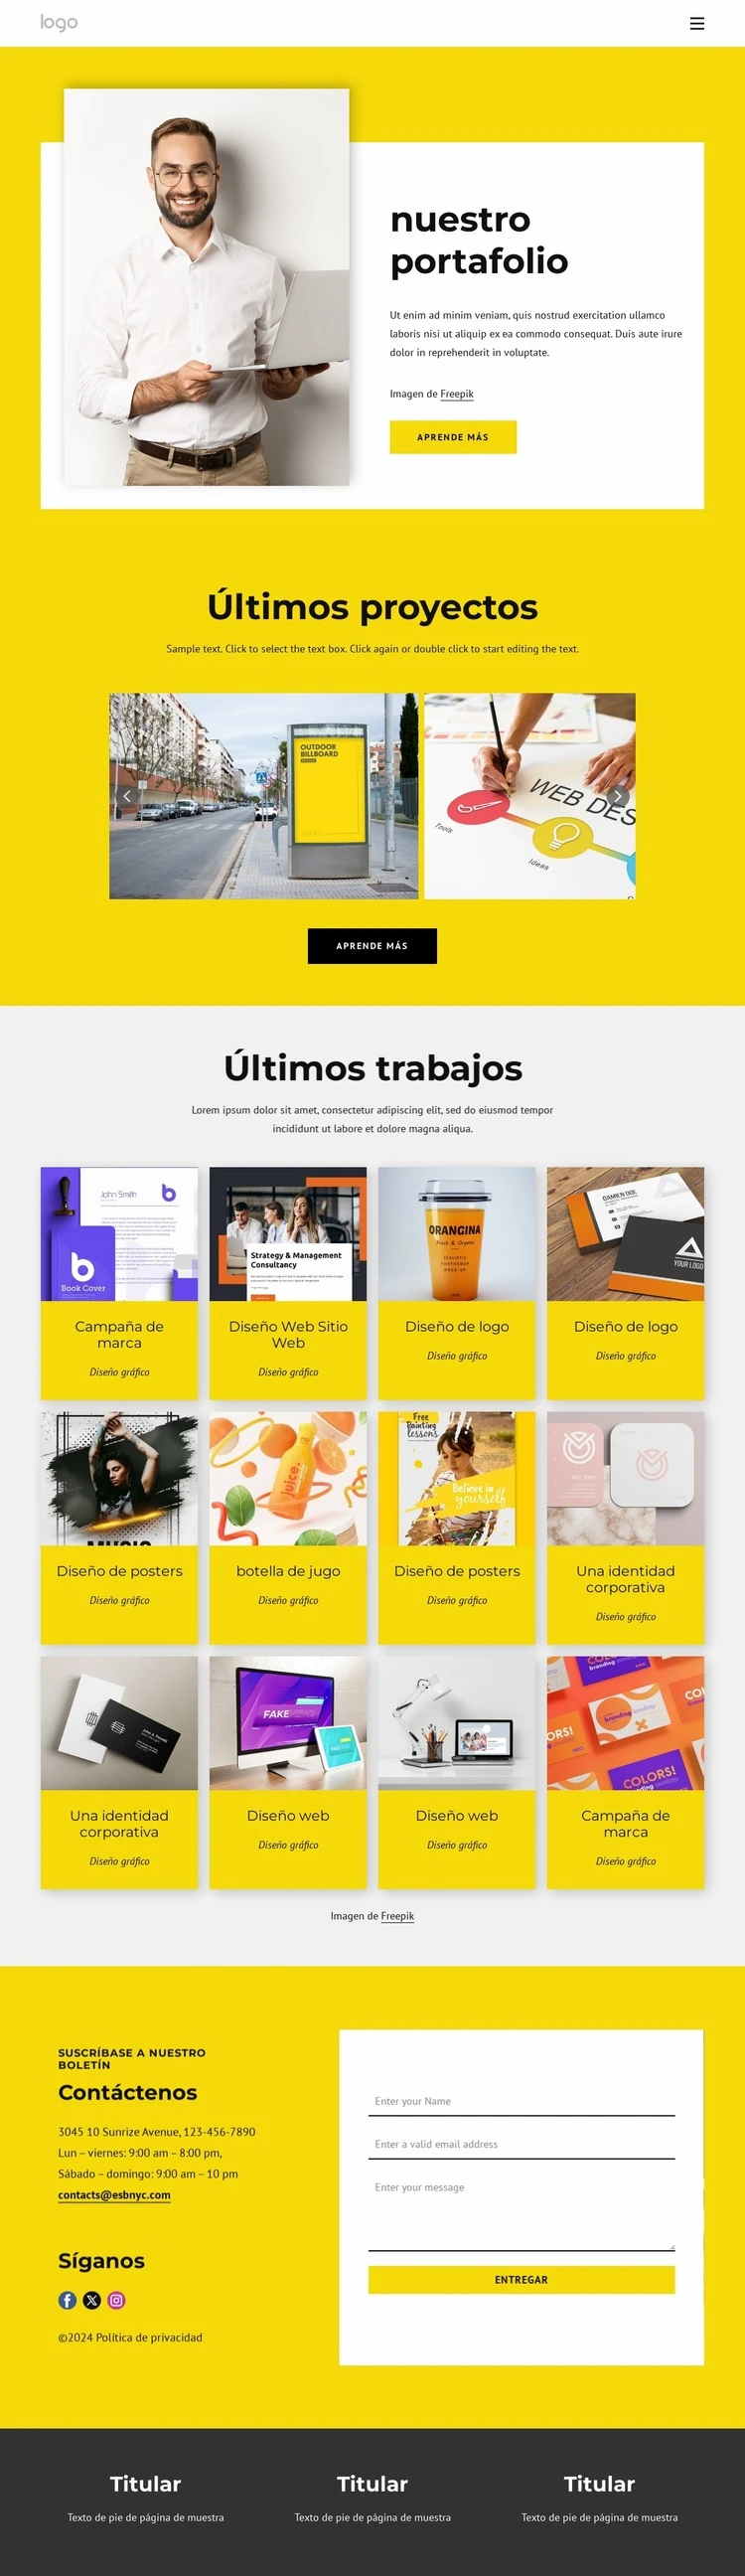 logo
nuestro
portafolio
Ut enim ad minim veniam, quis nostrud exercitation ullamco
laboris nisi ut aliquip ex ea commodo consequat. Duis aute irure
dolor in reprehenderit in voluptate.
Imagen de Freepik
APRENDE MÁS
Últimos proyectos
Sample text. Click to select the text box. Click again or double click to start editing the text.
OUTDOOR
BILLBOARD
WEB DES
Tools
Ideas
APRENDE MÁS
Últimos trabajos
Lorem ipsum dolor sit amet, consectetur adipiscing elit, sed do eiusmod tempor
incididunt ut labore et dolore magna aliqua.
John Smith
b
Book Cover
Campaña de
marca
Diseño gráfico
Strategy & Management
Consultancy
Diseño Web Sitio
Web
Diseño gráfico
ORANGINA
Fresh & Organic
REALISTIC
PHOTOSHOP
MOCK-UP
Diseño de logo
Diseño gráfico
DAMIEN DOE
YOUR LOGO
Diseño de logo
Diseño gráfico
MUSIC
Diseño de posters
Diseño gráfico
juice.
botella de jugo
Diseño gráfico
Free
Painting
lessons
Believe in
yourself
Diseño de posters
Diseño gráfico
Una identidad
corporativa
Diseño gráfico
Una identidad
corporativa
Diseño gráfico
FAKENEWS
Diseño web
Diseño gráfico
Diseño web
Diseño gráfico
branding
COLORS!
Campaña de
marca
Diseño gráfico
Imagen de Freepik
SUSCRÍBASE A NUESTRO
BOLETÍN
Contáctenos
3045 10 Sunrize Avenue, 123-456-7890
Lun – viernes: 9:00 am – 8:00 pm,
Sábado – domingo: 9:00 am – 10 pm
contacts@esbnyc.com
Síganos
©2024 Política de privacidad
Enter your Name
Enter a valid email address
Enter your message
ENTREGAR
Titular
Texto de pie de página de muestra
Titular
Texto de pie de página de muestra
Titular
Texto de pie de página de muestra